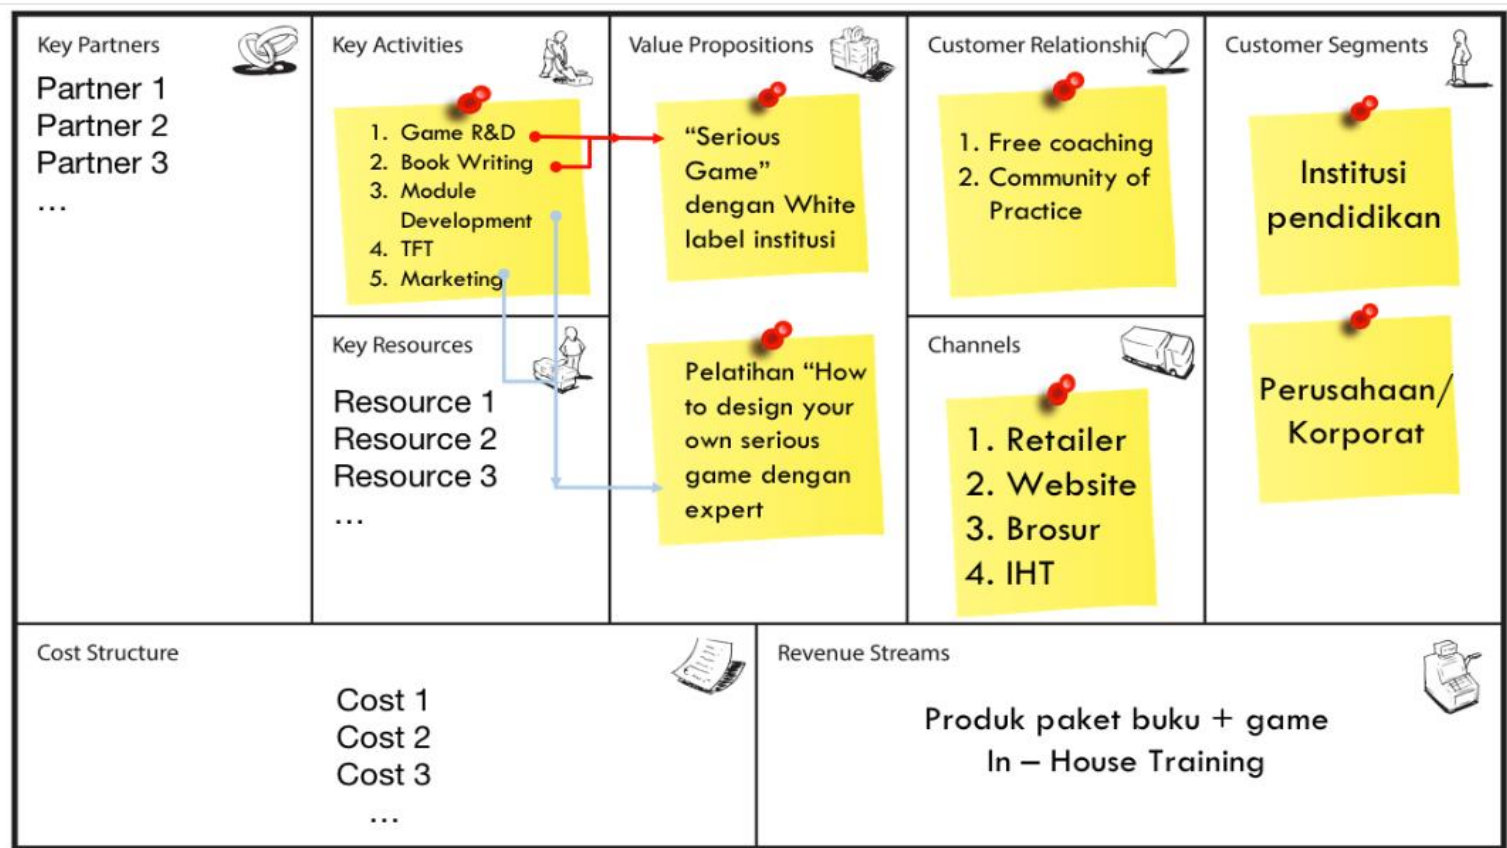 Key Partners
Partner 1
Partner 2
Partner 3
...
Key Activities
1. Game R&D
2. Book Writing
3. Module
Development
4. TFT
5. Marketing
Key Resources
Resource 1
Resource 2
Resource 3
...
Value Propositions
“Serious
Game”
dengan White
label institusi
Pelatihan “How
to design your
own serious
game dengan
expert
Customer Relationship
1. Free coaching
2. Community of
Practice
Channels
1. Retailer
2. Website
3. Brosur
4. IHT
Customer Segments
Institusi
pendidikan
Perusahaan/
Korporat
Cost Structure
Cost 1
Cost 2
Cost 3
...
Revenue Streams
Produk paket buku + game
In – House Training